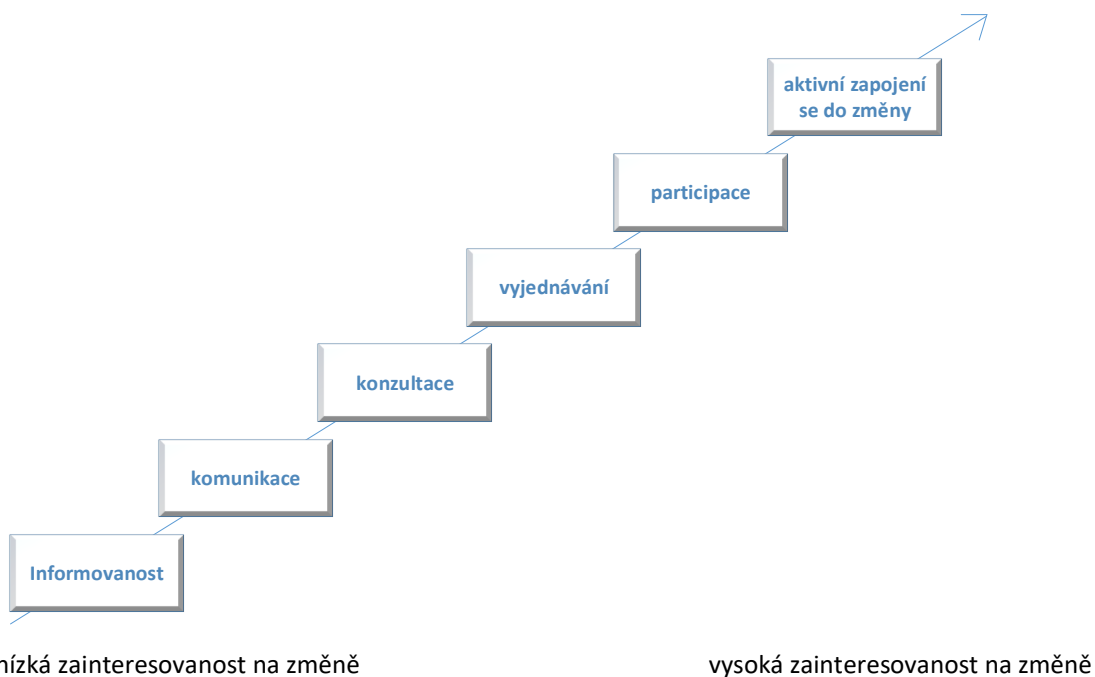 aktivní zapojení
se do změny
participace
vyjednávání
konzultace
komunikace
Informovanost
nízká zainteresovanost na změně
vysoká zainteresovanost na změně